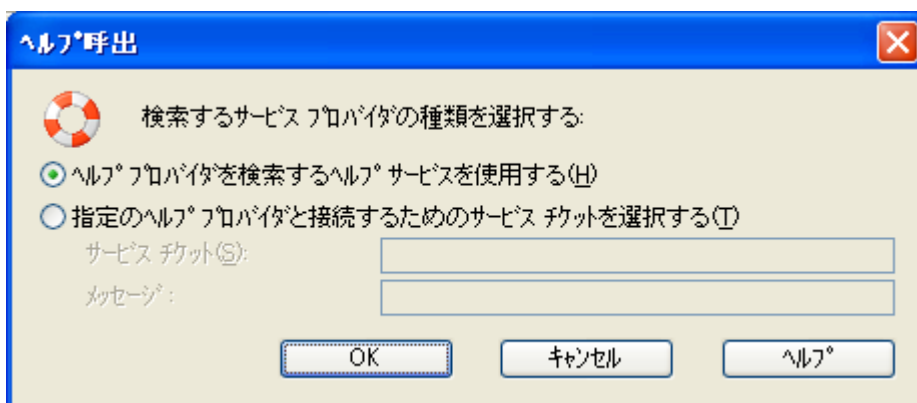 ヘルプ呼出
検索するサービス プロバイダの種類を選択する:
ヘルプ プロバイダを検索するヘルプ サービスを使用する(H)
指定のヘルプ プロバイダと接続するためのサービス チケットを選択する(T)
サービス チケット(S):
メッセージ:
OK キャンセル ヘルプ